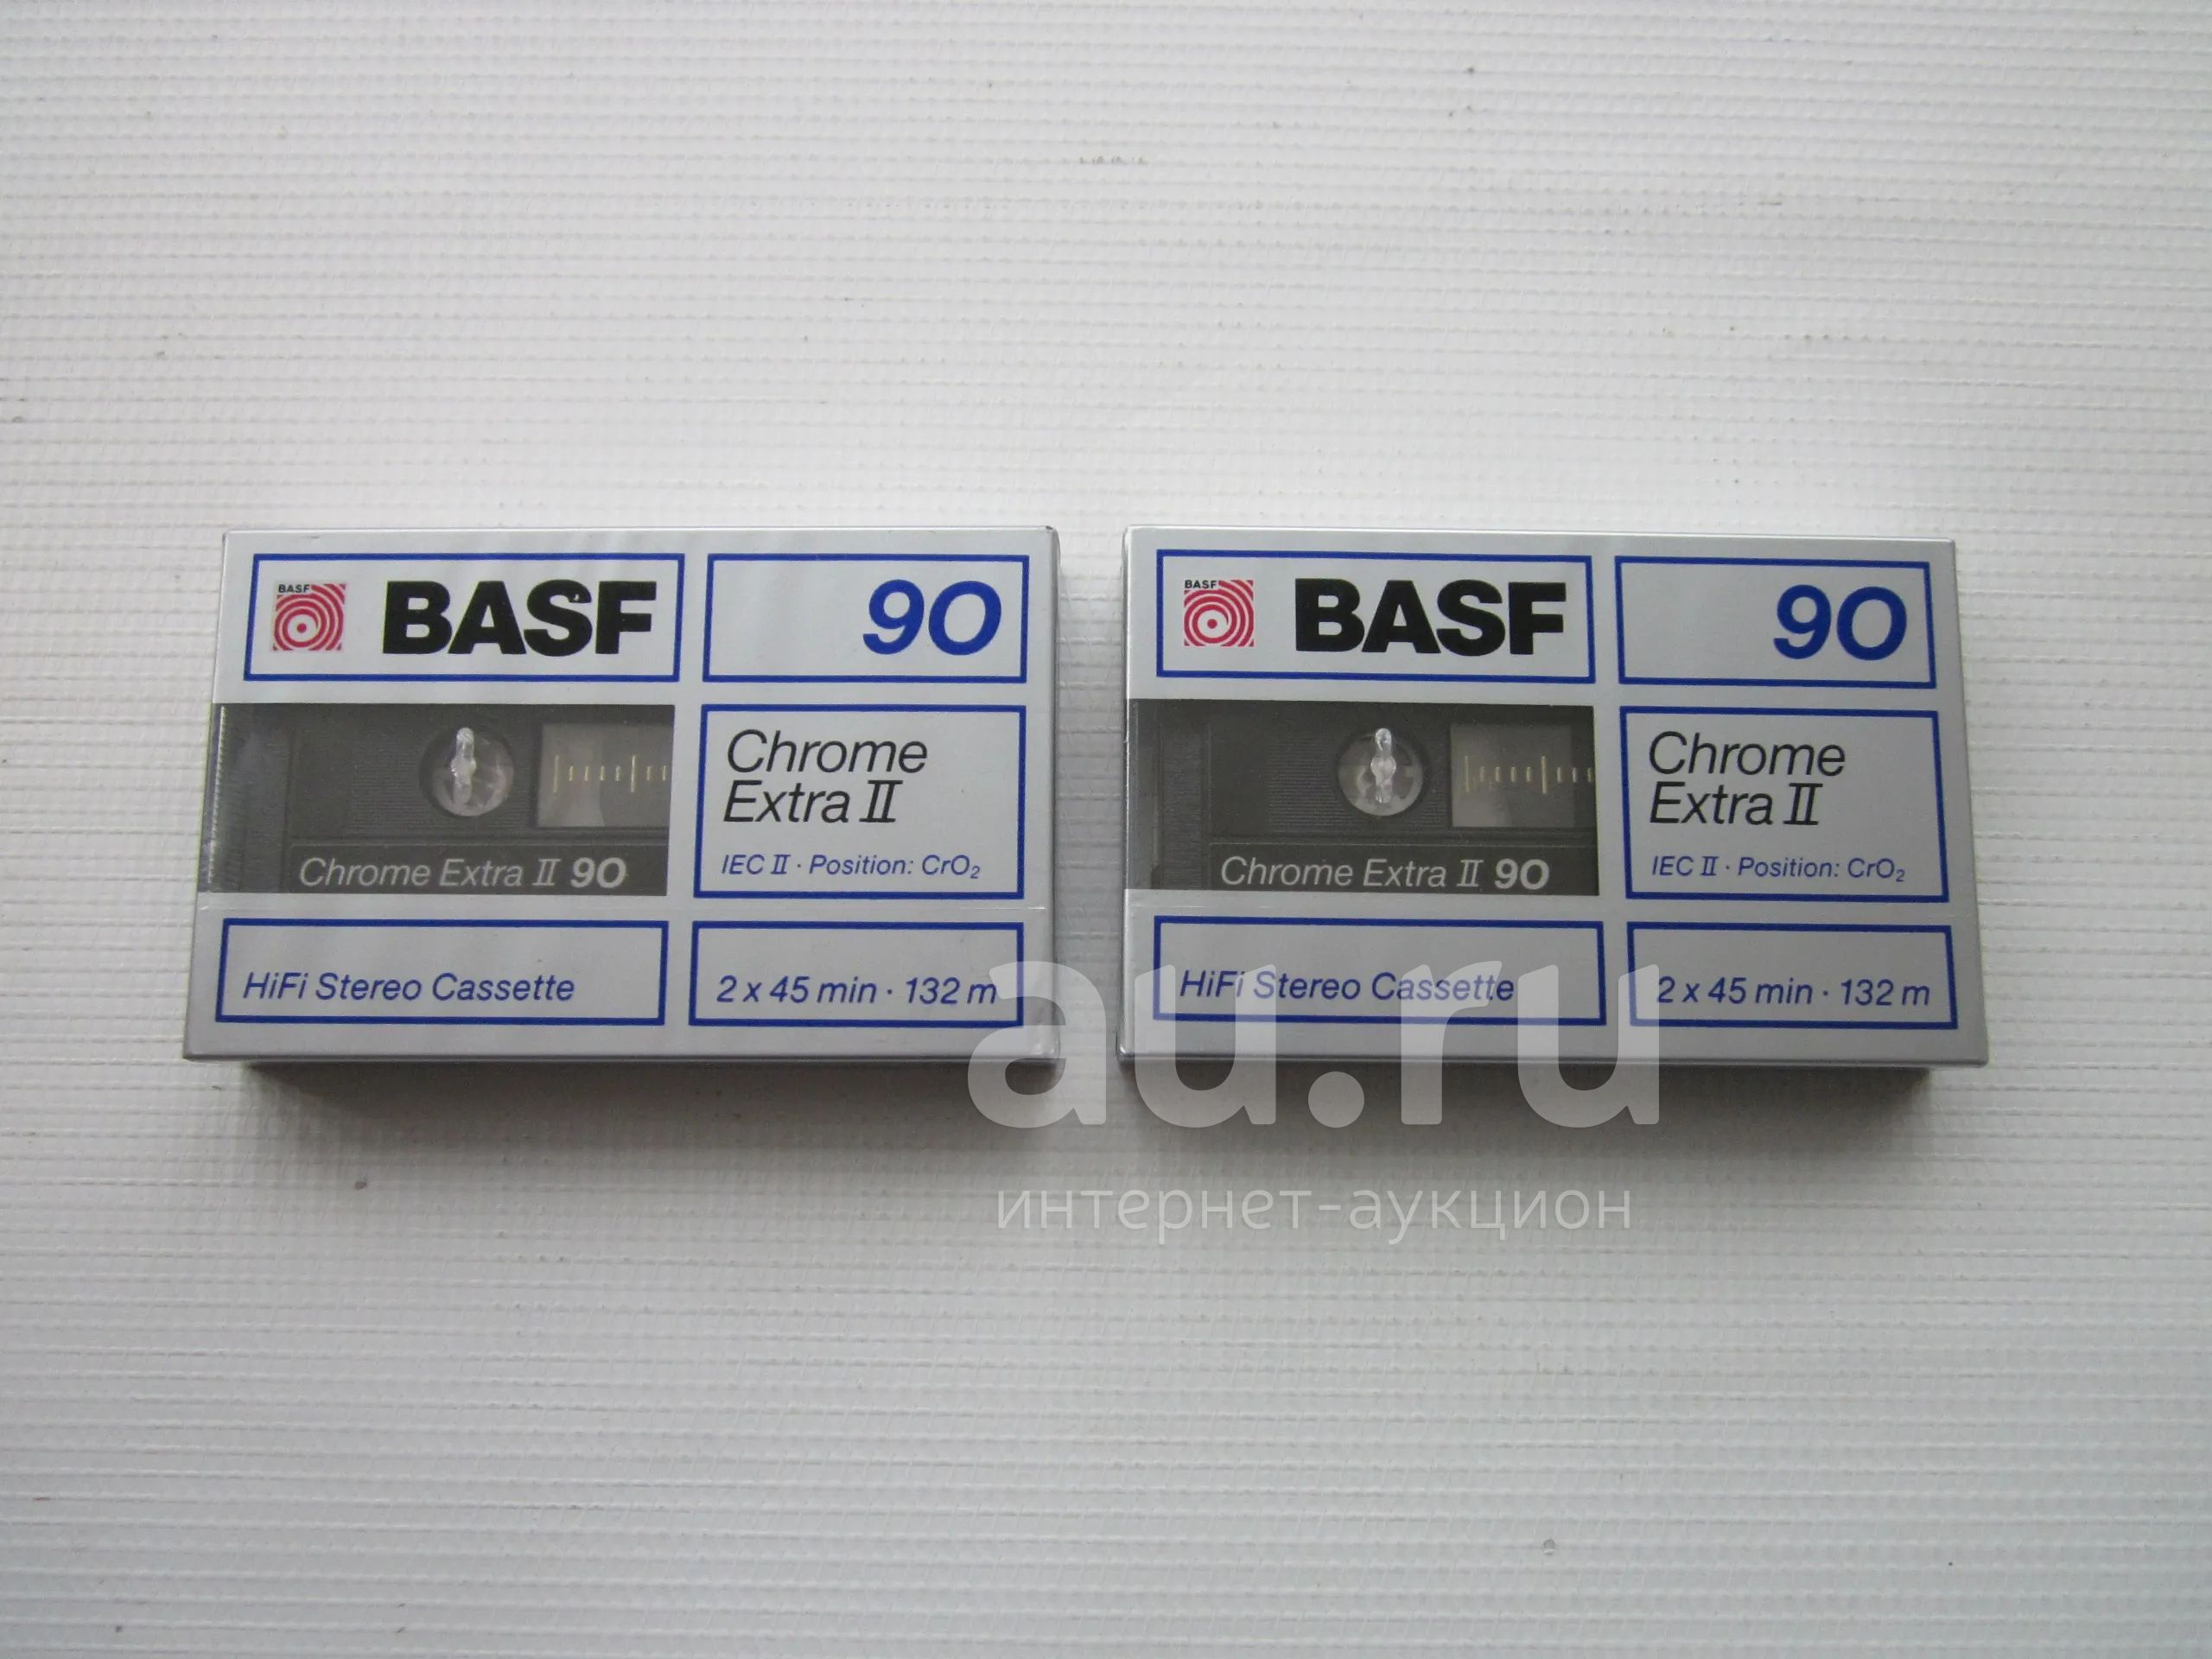 BASF
BASF
90
Chrome
Extra II
IEC II · Position: CrO₂
Chrome Extra II 90
HiFi Stereo Cassette
2 x 45 min · 132 m
BASF
BASF
90
Chrome
Extra II
IEC II · Position: CrO₂
Chrome Extra II 90
HiFi Stereo Cassette
2 x 45 min · 132 m
au.ru
интернет-аукцион